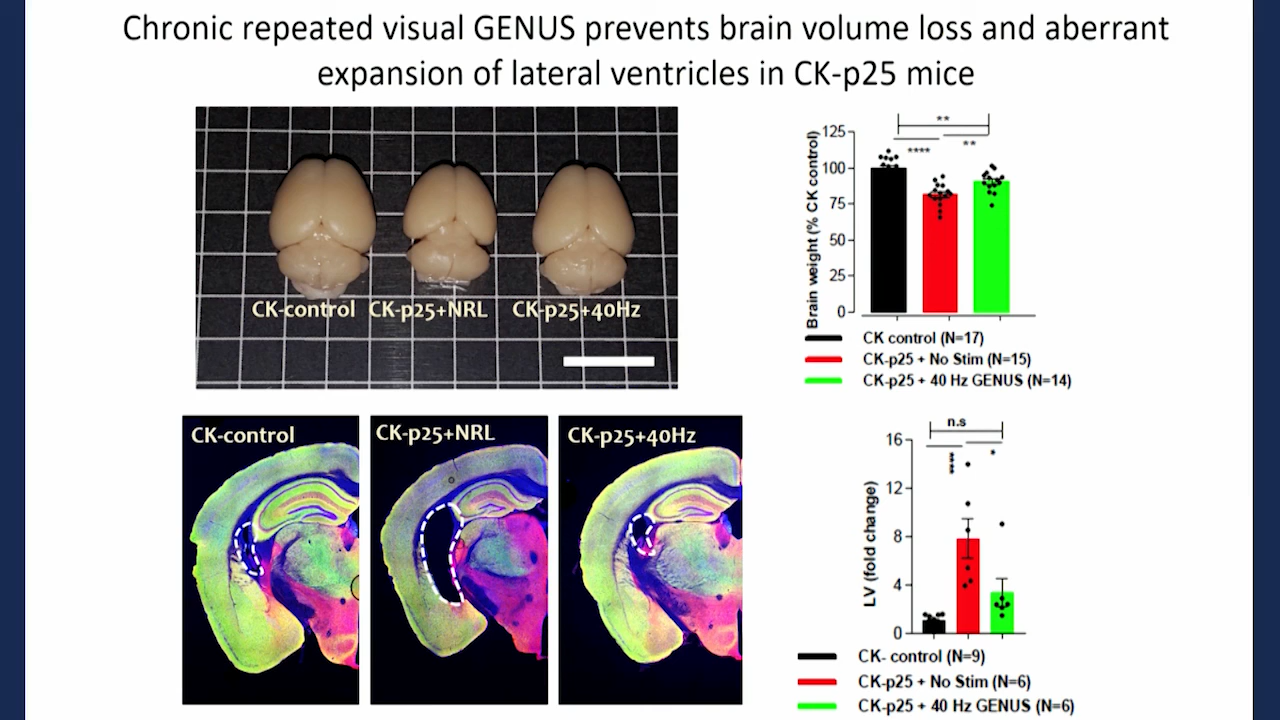 Chronic repeated visual GENUS prevents brain volume loss and aberrant
expansion of lateral ventricles in CK-p25 mice
CK-control CK-p25+NRL CK-p25+40Hz
Brain weight (% CK control)
125
100
75
50
25
0
**
**** **
CK control (N=17)
CK-p25 + No Stim (N=15)
CK-p25 + 40 Hz GENUS (N=14)
CK-control
CK-p25+NRL
CK-p25+40Hz
LV (fold change)
16
12
8
4
0
n.s
**** *
CK- control (N=9)
CK-p25 + No Stim (N=6)
CK-p25 + 40 Hz GENUS (N=6)